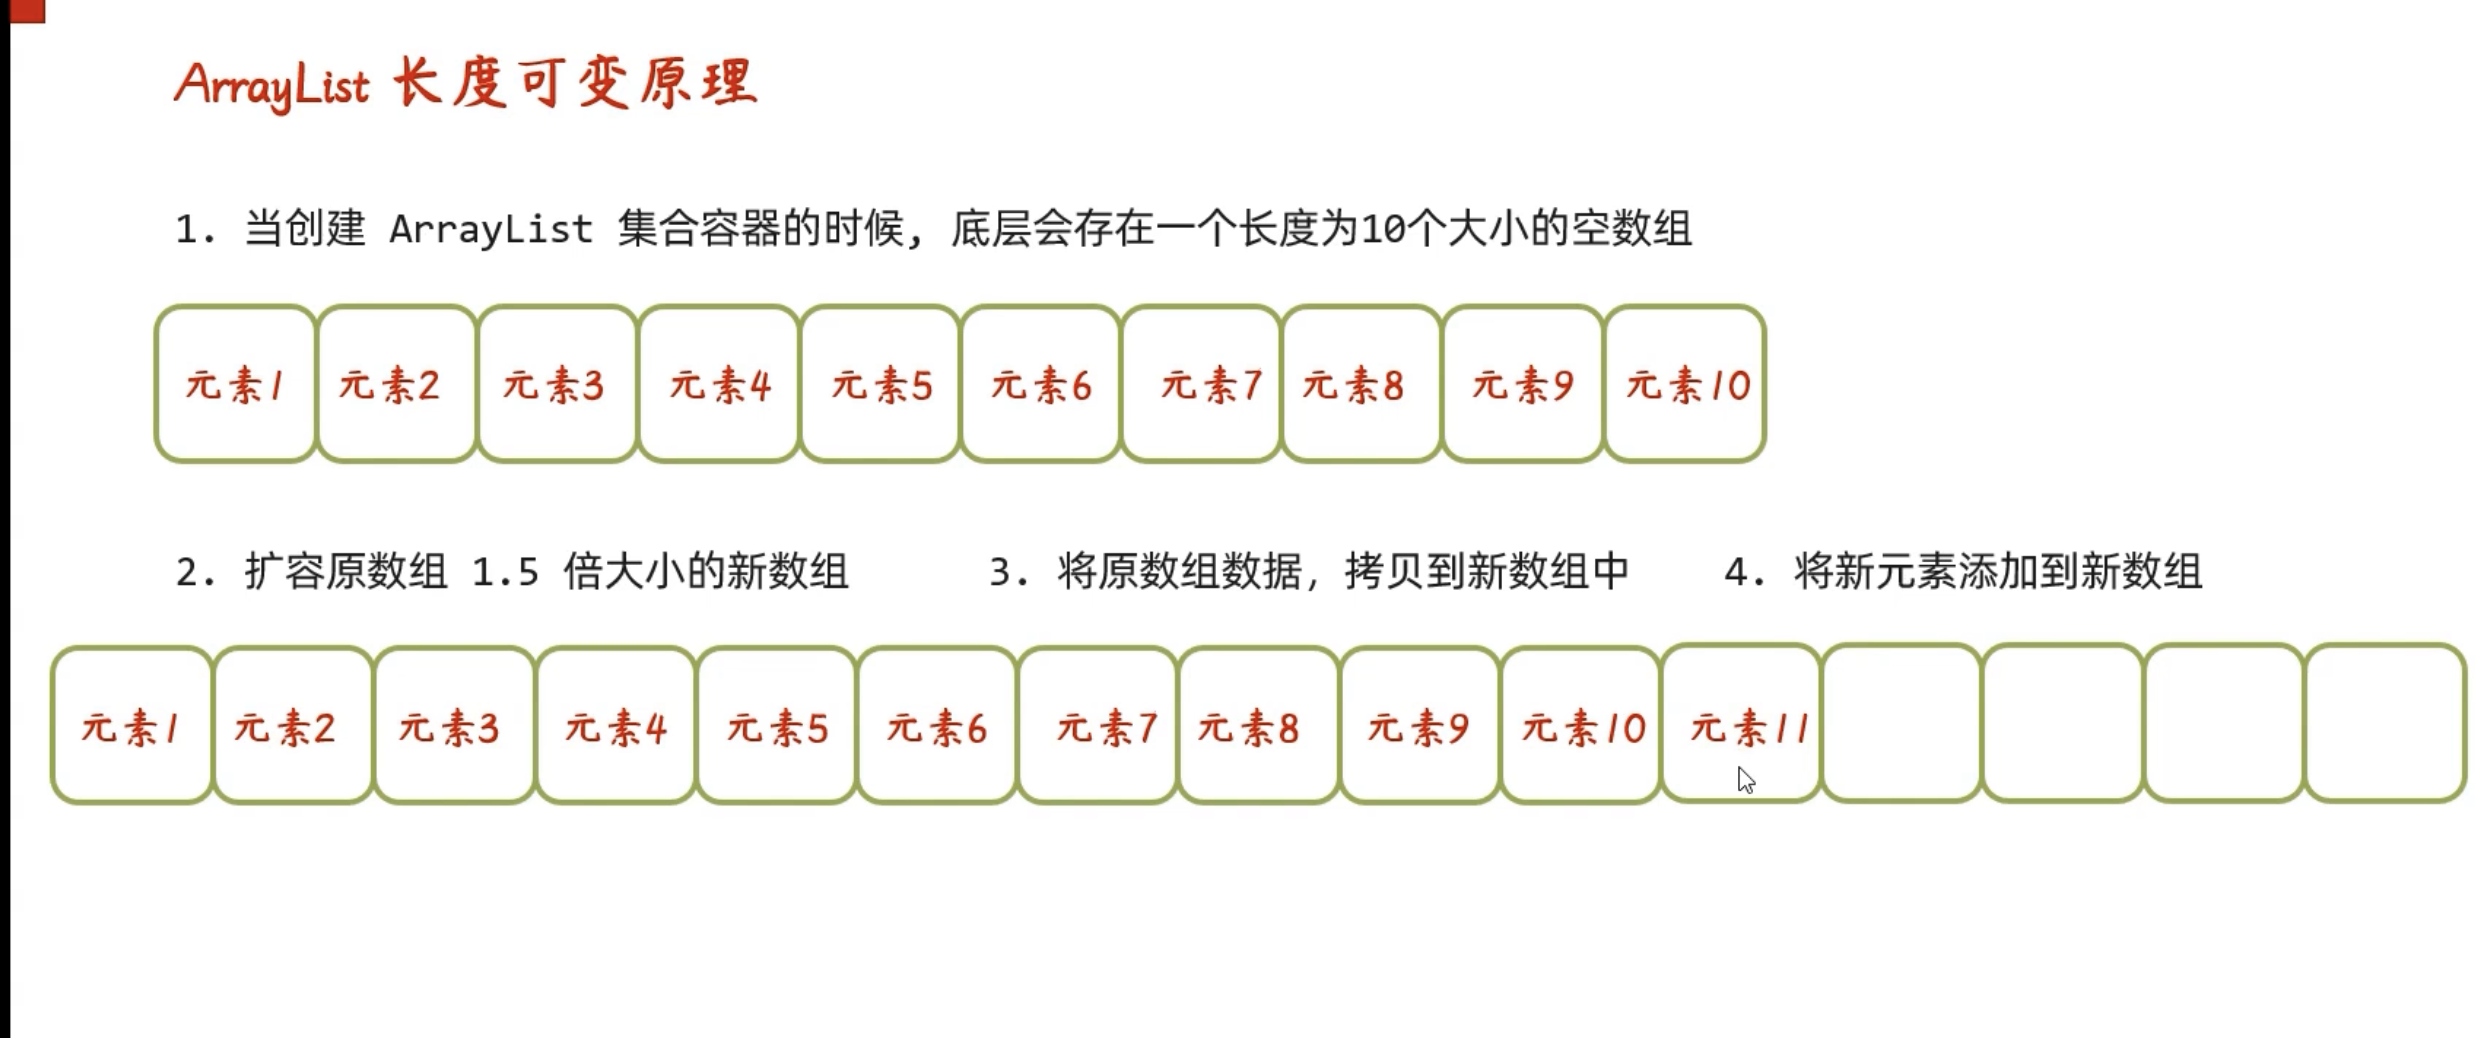 ArrayList 长度可变原理
1. 当创建 ArrayList 集合容器的时候, 底层会存在一个长度为10个大小的空数组
元素1 元素2 元素3 元素4 元素5 元素6 元素7 元素8 元素9 元素10
2. 扩容原数组 1.5 倍大小的新数组 3. 将原数组数据, 拷贝到新数组中 4. 将新元素添加到新数组
元素1 元素2 元素3 元素4 元素5 元素6 元素7 元素8 元素9 元素10 元素11